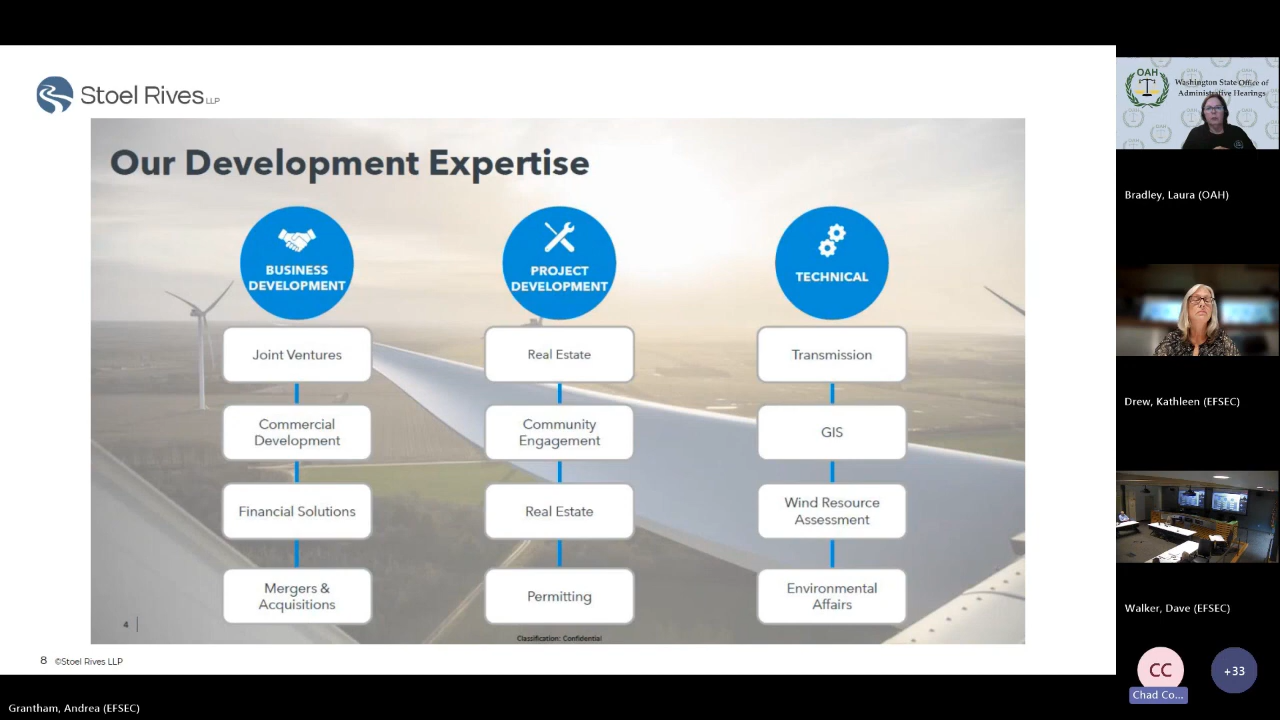 Stoel Rives LLP
Our Development Expertise
BUSINESS
DEVELOPMENT
Joint Ventures
Commercial
Development
Financial Solutions
Mergers &
Acquisitions
PROJECT
DEVELOPMENT
Real Estate
Community
Engagement
Real Estate
Permitting
TECHNICAL
Transmission
GIS
Wind Resource
Assessment
Environmental
Affairs
4
Classification: Confidential
8 ©Stoel Rives LLP
OAH
Washington State Office of
Administrative Hearings
Bradley, Laura (OAH)
Drew, Kathleen (EFSEC)
Walker, Dave (EFSEC)
CC
+33
Chad Co...
Grantham, Andrea (EFSEC)